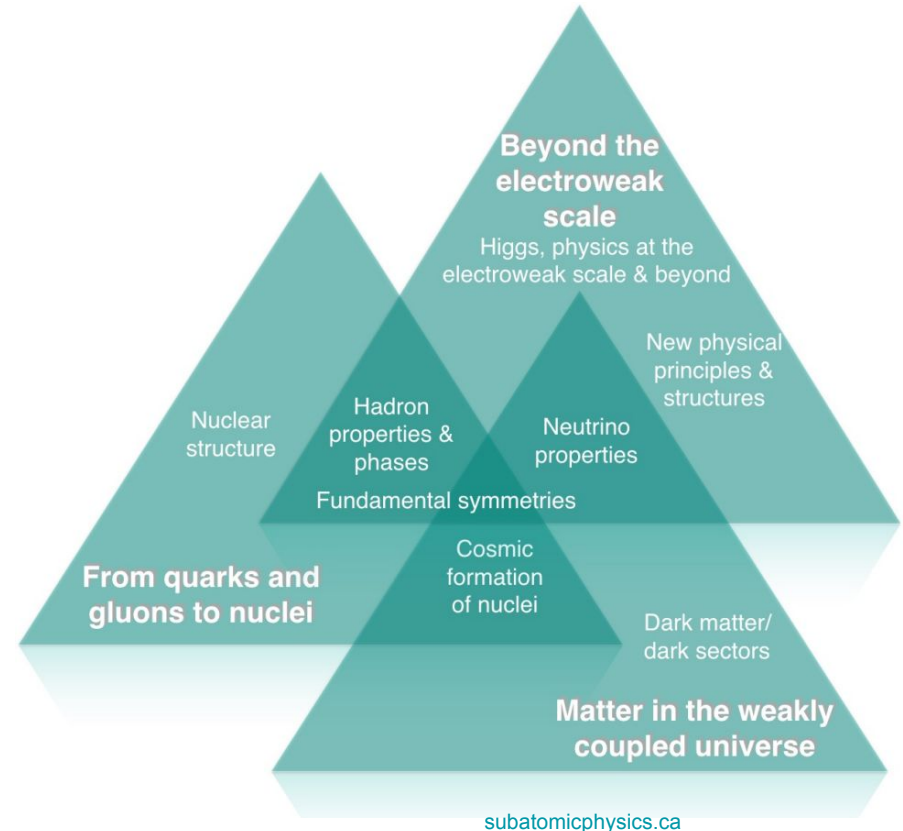 Beyond the
electroweak
scale
Higgs, physics at the
electroweak scale & beyond
New physical
principles &
structures
Nuclear
structure
Hadron
properties &
phases
Neutrino
properties
Fundamental symmetries
Cosmic
formation
of nuclei
From quarks and
gluons to nuclei
Dark matter/
dark sectors
Matter in the weakly
coupled universe
subatomicphysics.ca